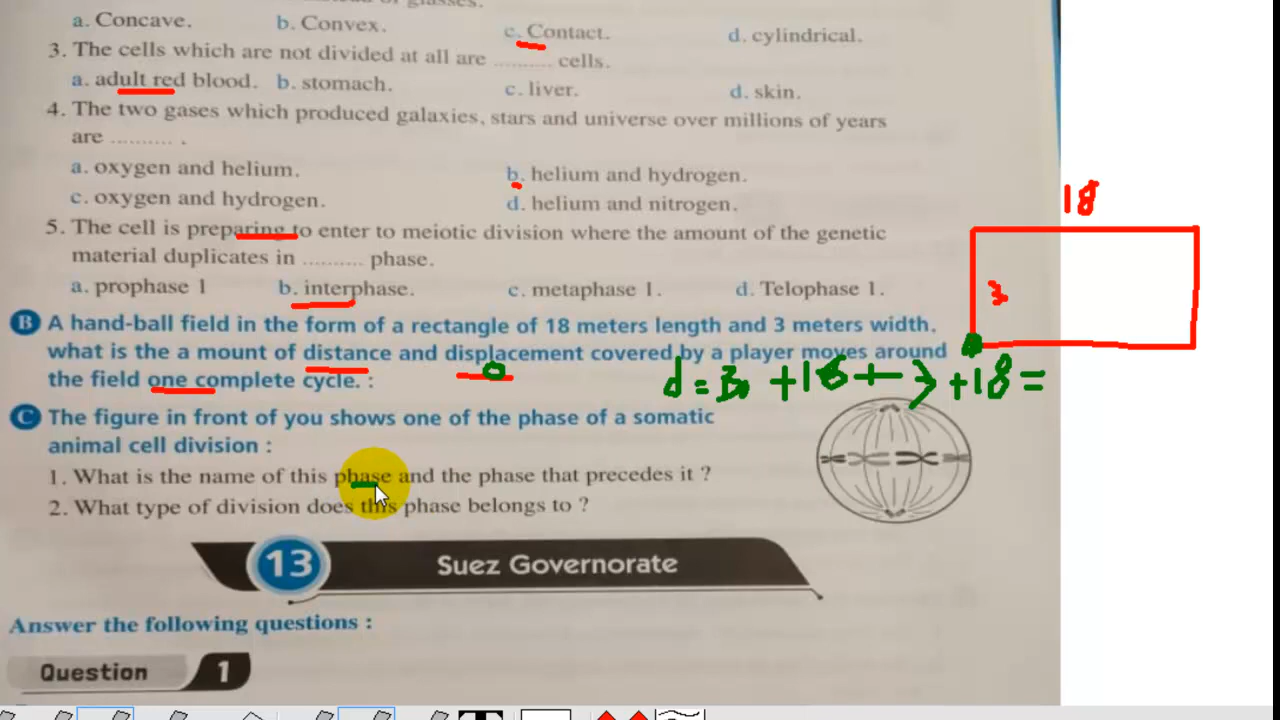 a. Concave. b. Convex. c. Contact. d. cylindrical.
3. The cells which are not divided at all are .......... cells.
a. adult red blood. b. stomach. c. liver. d. skin.
4. The two gases which produced galaxies, stars and universe over millions of years
are .......... .
a. oxygen and helium. b. helium and hydrogen.
c. oxygen and hydrogen. d. helium and nitrogen.
5. The cell is preparing to enter to meiotic division where the amount of the genetic
material duplicates in .......... phase.
a. prophase 1 b. interphase. c. metaphase 1. d. Telophase 1.
B A hand-ball field in the form of a rectangle of 18 meters length and 3 meters width,
what is the a mount of distance and displacement covered by a player moves around
the field one complete cycle. :
18
3
0
d = 3 + 18 + 3 + 18 =
C The figure in front of you shows one of the phase of a somatic
animal cell division :
1. What is the name of this phase and the phase that precedes it ?
2. What type of division does this phase belongs to ?
13 Suez Governorate
Answer the following questions :
Question 1